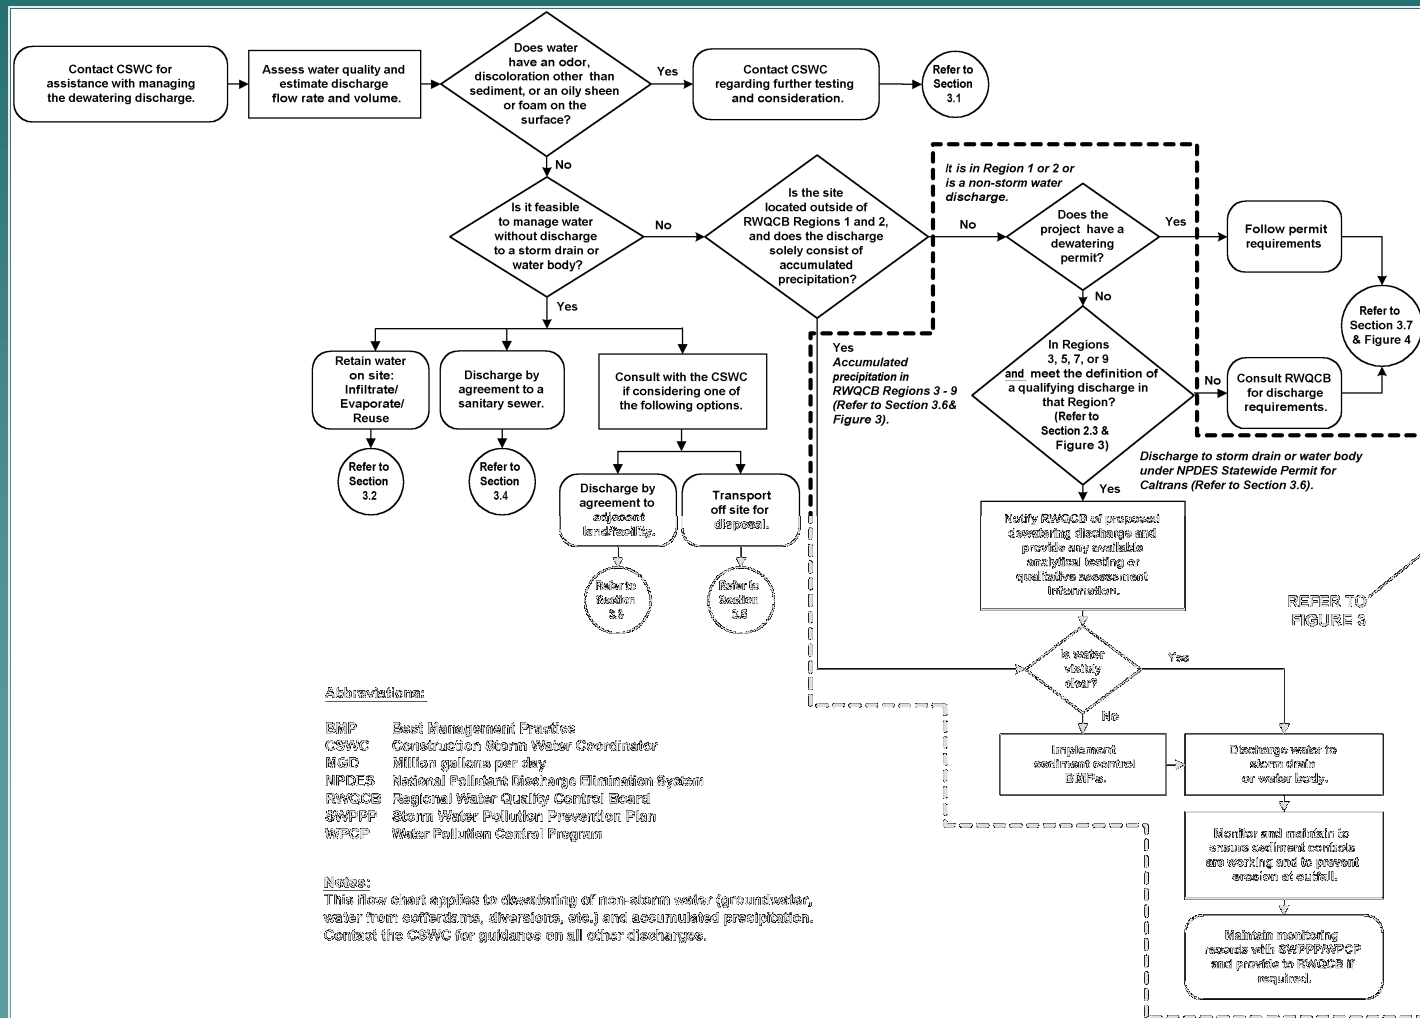 Contact CSWC for
assistance with managing
the dewatering discharge.
Assess water quality and
estimate discharge
flow rate and volume.
Does water
have an odor,
discoloration other than
sediment, or an oily sheen
or foam on the
surface?
Yes
Contact CSWC
regarding further testing
and consideration.
Refer to
Section
3.1
No
Is it feasible
to manage water
without discharge
to a storm drain or
water body?
No
Is the site
located outside of
RWQCB Regions 1 and 2,
and does the discharge
solely consist of
accumulated
precipitation?
It is in Region 1 or 2 or
is a non-storm water
discharge.
No
Does the
project have a
dewatering
permit?
Yes
Follow permit
requirements
Refer to
Section 3.7
& Figure 4
No
Yes
Retain water
on site:
Infiltrate/
Evaporate/
Reuse
Refer to
Section
3.2
Discharge by
agreement to a
sanitary sewer.
Refer to
Section
3.4
Consult with the CSWC
if considering one of
the following options.
Discharge by
agreement to
adjacent
land/facility.
Refer to
Section
3.3
Transport
off site for
disposal.
Refer to
Section
3.5
Yes
Accumulated
precipitation in
RWQCB Regions 3 - 9
(Refer to Section 3.6&
Figure 3).
In Regions
3, 5, 7, or 9
and meet the definition of
a qualifying discharge in
that Region?
(Refer to
Section 2.3 &
Figure 3)
No
Consult RWQCB
for discharge
requirements.
Discharge to storm drain or water body
under NPDES Statewide Permit for
Caltrans (Refer to Section 3.6).
Yes
Notify RWQCB of proposed
dewatering discharge and
provide any available
analytical testing or
qualitative assessment
information.
REFER TO
FIGURE 3
Is water
visibly
clear?
Yes
No
Implement
sediment control
BMPs.
Discharge water to
storm drain
or water body.
Monitor and maintain to
ensure sediment controls
are working and to prevent
erosion at outfall.
Maintain monitoring
records with SWPPP/WPCP
and provide to RWQCB if
required.
Abbreviations:
BMP Best Management Practice
CSWC Construction Storm Water Coordinator
MGD Million gallons per day
NPDES National Pollutant Discharge Elimination System
RWQCB Regional Water Quality Control Board
SWPPP Storm Water Pollution Prevention Plan
WPCP Water Pollution Control Program
Notes:
This flow chart applies to dewatering of non-storm water (groundwater,
water from cofferdams, diversions, etc.) and accumulated precipitation.
Contact the CSWC for guidance on all other discharges.